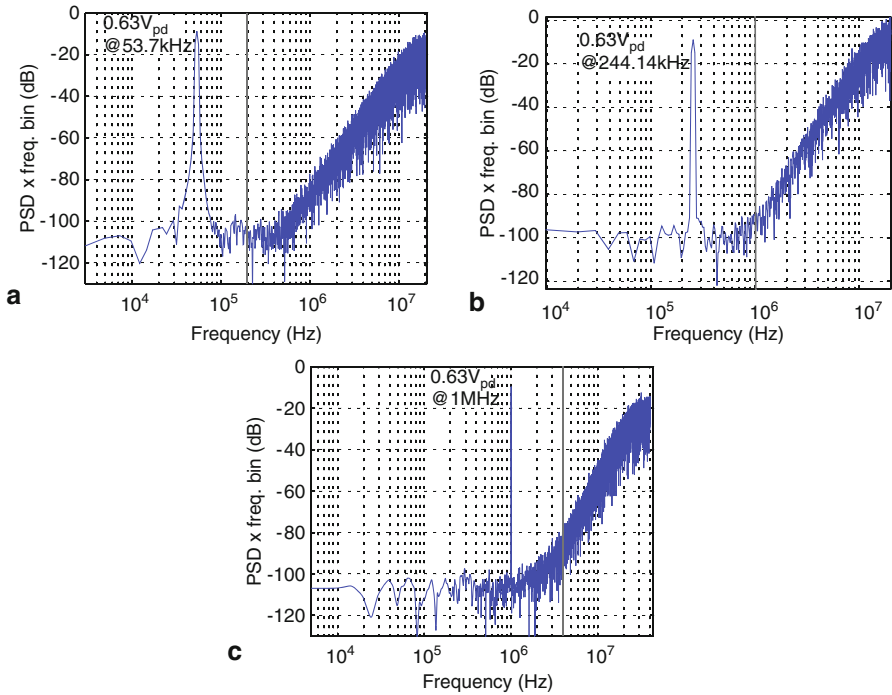 0
-20
-40
-60
-80
-100
-120
PSD x freq. bin (dB)
0.63Vpd
@53.7kHz
10^4
10^5
10^6
10^7
Frequency (Hz)
a
0
-20
-40
-60
-80
-100
-120
PSD x freq. bin (dB)
0.63Vpd
@244.14kHz
10^4
10^5
10^6
10^7
Frequency (Hz)
b
0
-20
-40
-60
-80
-100
-120
PSD x freq. bin (dB)
0.63Vpd
@1MHz
10^4
10^5
10^6
10^7
Frequency (Hz)
c